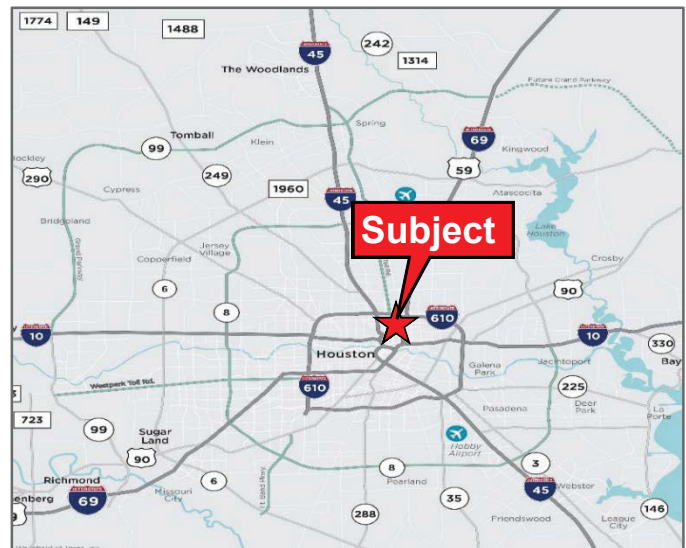 1774
149
1488
45
242
1314
The Woodlands
Future Grand Parkway
Tomball
99
Klein
Spring
69
Kingwood
59
290
249
1960
Cypress
45
Atascocita
Bridgeland
Subject
Lake
Houston
Jersey
Village
Copperfield
Crosby
6
8
90
610
10
Houston
10
330
Galena
Park
Jacintoport
Bay
Westpark Toll Rd.
610
225
Deer
Park
723
99
Sugar
Land
Pasadena
La
Porte
90
Hobby
Airport
Richmond
6
8
3
69
Missouri
City
Pearland
45
Webster
35
288
Friendswood
League
City
146